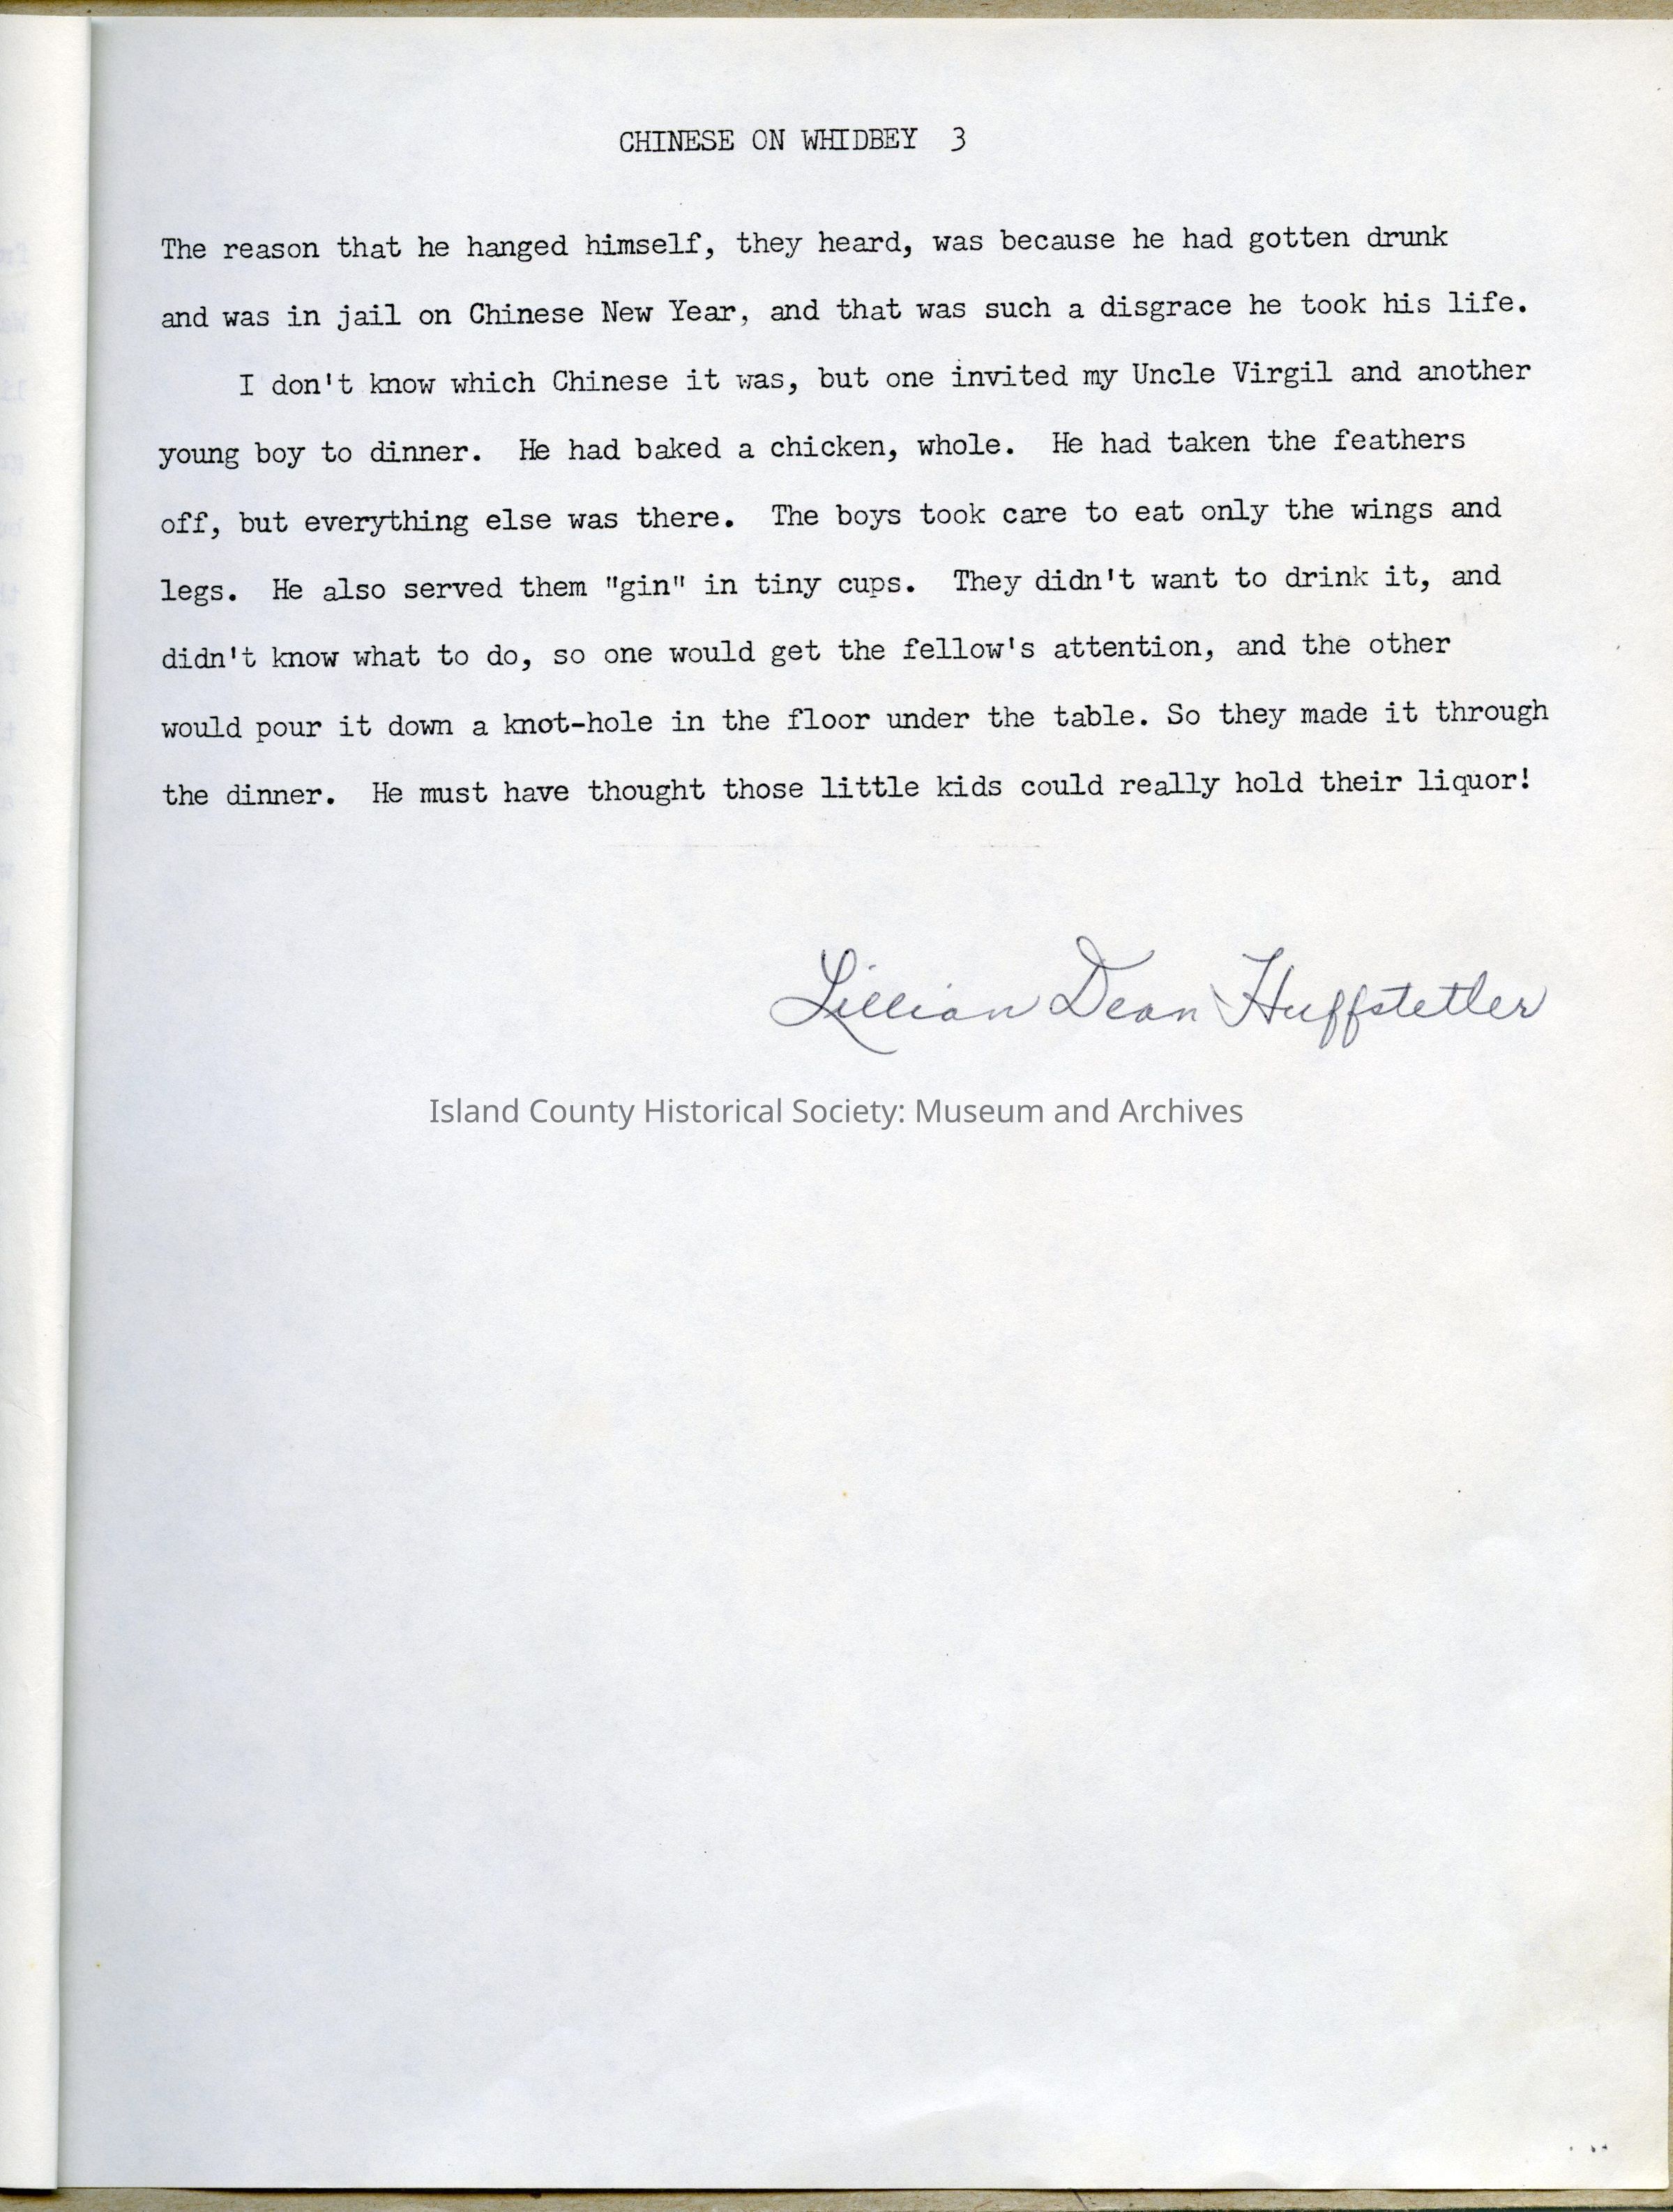 CHINESE ON WHIDBEY 3
The reason that he hanged himself, they heard, was because he had gotten drunk
and was in jail on Chinese New Year, and that was such a disgrace he took his life.
I don't know which Chinese it was, but one invited my Uncle Virgil and another
young boy to dinner. He had baked a chicken, whole. He had taken the feathers
off, but everything else was there. The boys took care to eat only the wings and
legs. He also served them "gin" in tiny cups. They didn't want to drink it, and
didn't know what to do, so one would get the fellow's attention, and the other
would pour it down a knot-hole in the floor under the table. So they made it through
the dinner. He must have thought those little kids could really hold their liquor!
Lillian Dean Huffstetler
Island County Historical Society: Museum and Archives